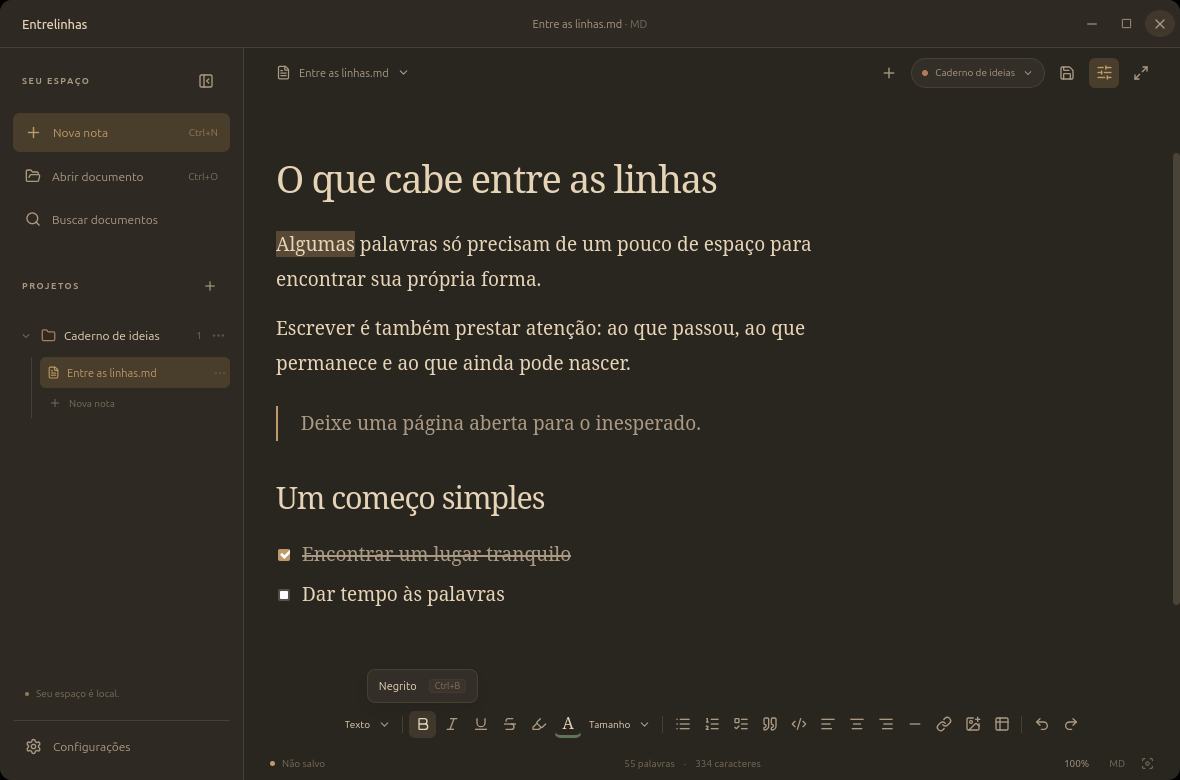 Entrelinhas
Entre as linhas.md · MD
SEU ESPAÇO
Nova nota Ctrl+N
Abrir documento Ctrl+O
Buscar documentos
PROJETOS
Caderno de ideias 1
Entre as linhas.md
Nova nota
Seu espaço é local.
Configurações
Entre as linhas.md
Caderno de ideias
O que cabe entre as linhas
Algumas palavras só precisam de um pouco de espaço para
encontrar sua própria forma.
Escrever é também prestar atenção: ao que passou, ao que
permanece e ao que ainda pode nascer.
Deixe uma página aberta para o inesperado.
Um começo simples
Encontrar um lugar tranquilo
Dar tempo às palavras
Negrito Ctrl+B
Texto
B I U S A
Tamanho
Não salvo
55 palavras · 334 caracteres
100% MD